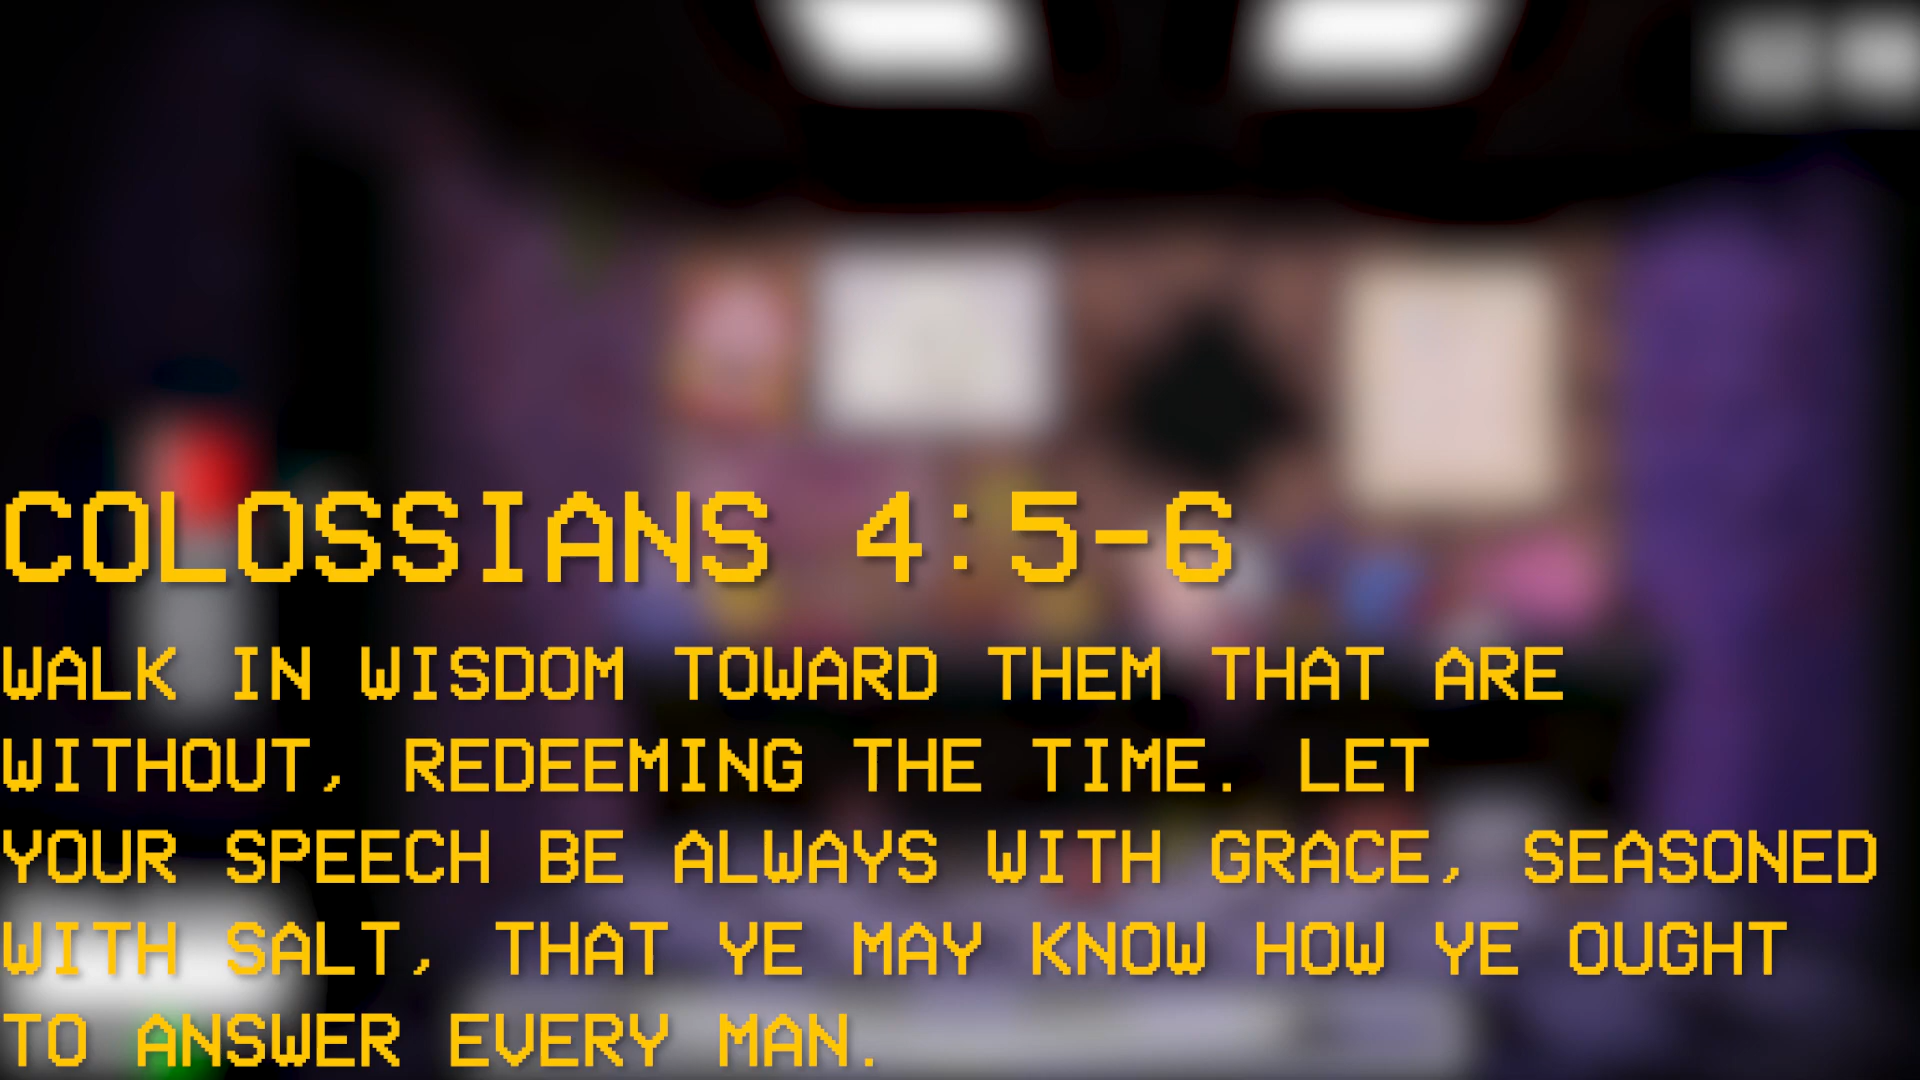 COLOSSIANS 4:5-6
WALK IN WISDOM TOWARD THEM THAT ARE
WITHOUT, REDEEMING THE TIME. LET
YOUR SPEECH BE ALWAYS WITH GRACE, SEASONED
WITH SALT, THAT YE MAY KNOW HOW YE OUGHT
TO ANSWER EVERY MAN.